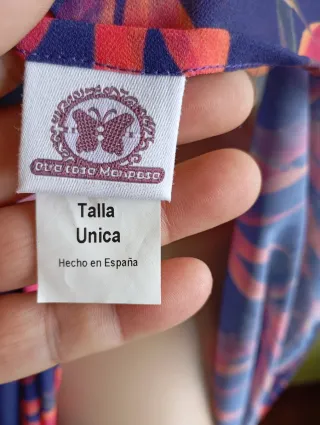 Otra cosa Mariposa
Talla
Unica
Hecho en España